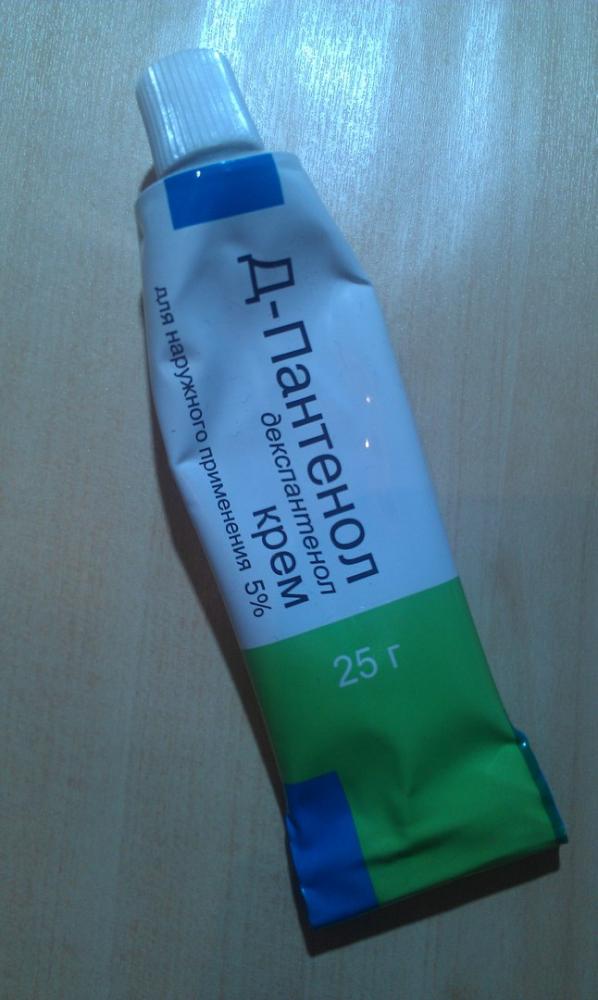 Д-Пантенол
декспантенол
крем
для наружного применения 5%
25 г